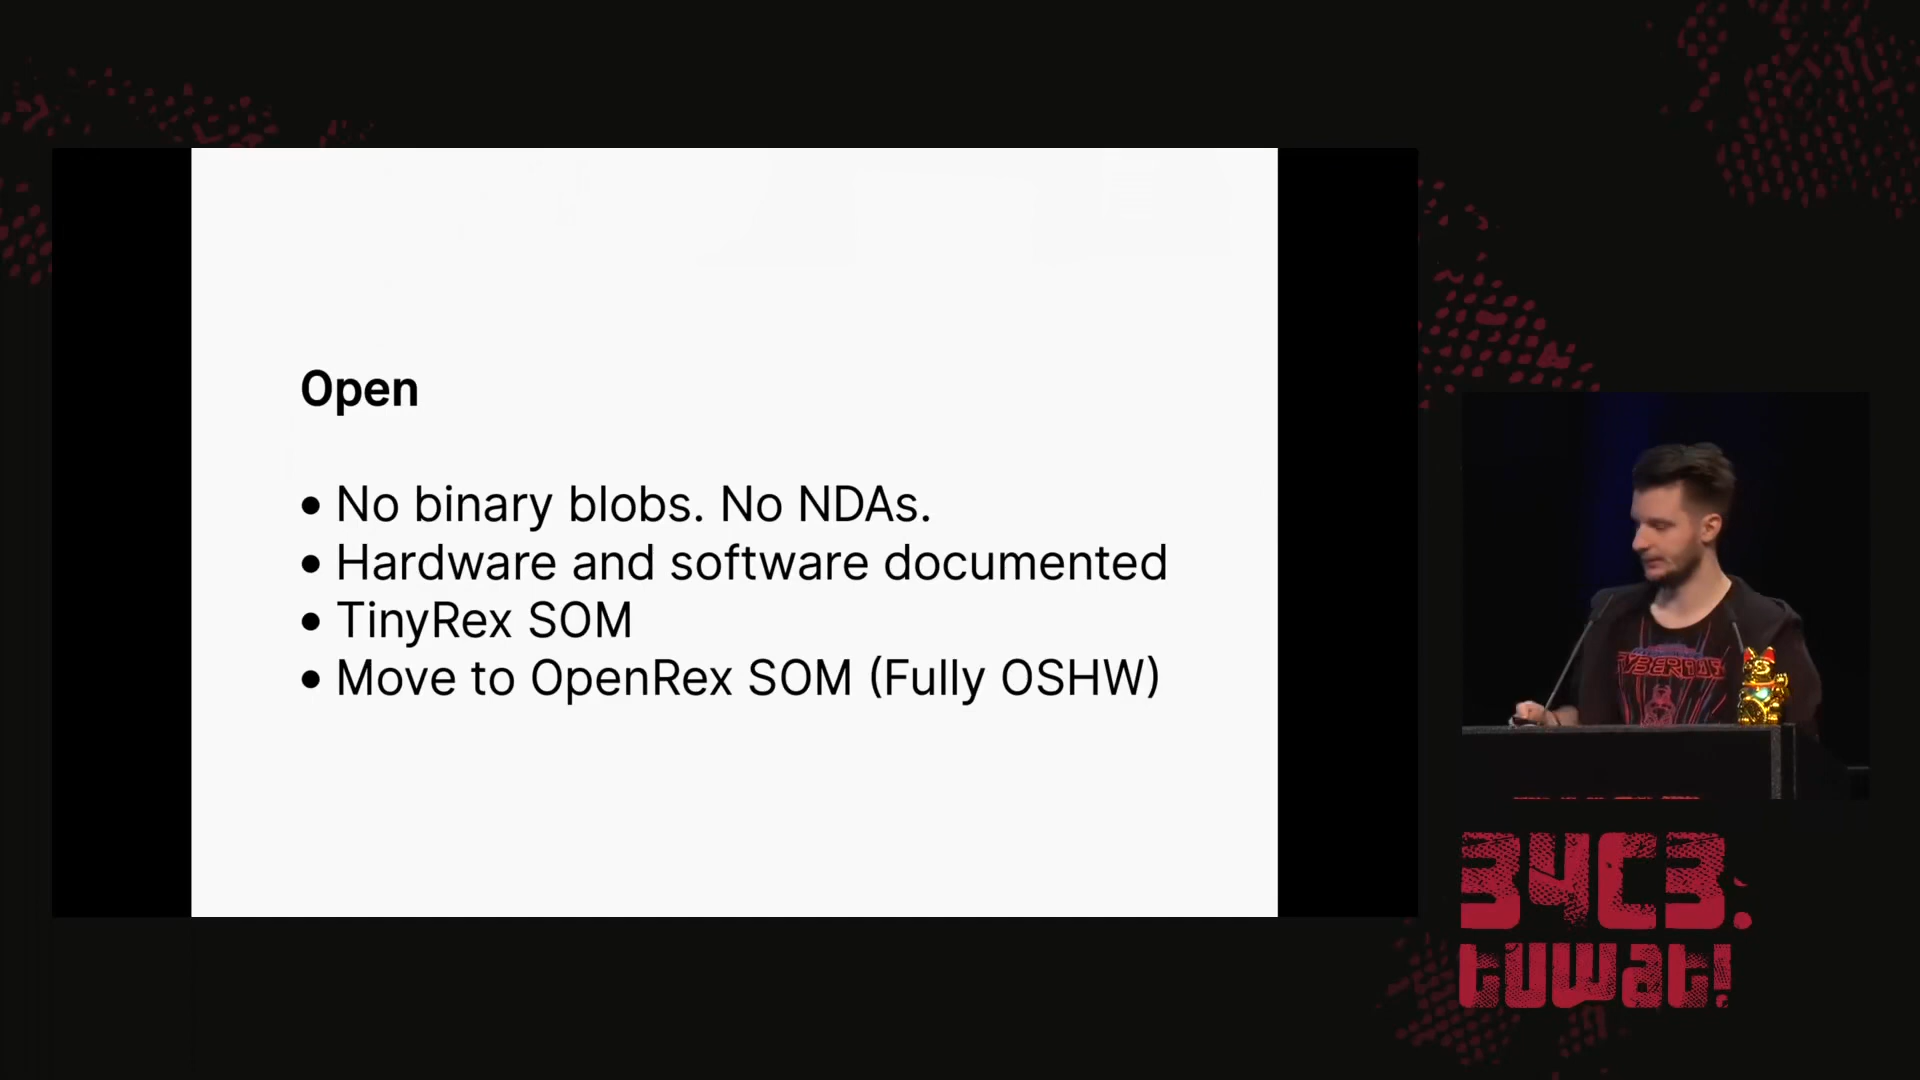 Open
• No binary blobs. No NDAs.
• Hardware and software documented
• TinyRex SOM
• Move to OpenRex SOM (Fully OSHW)
34C3.
tuwat!